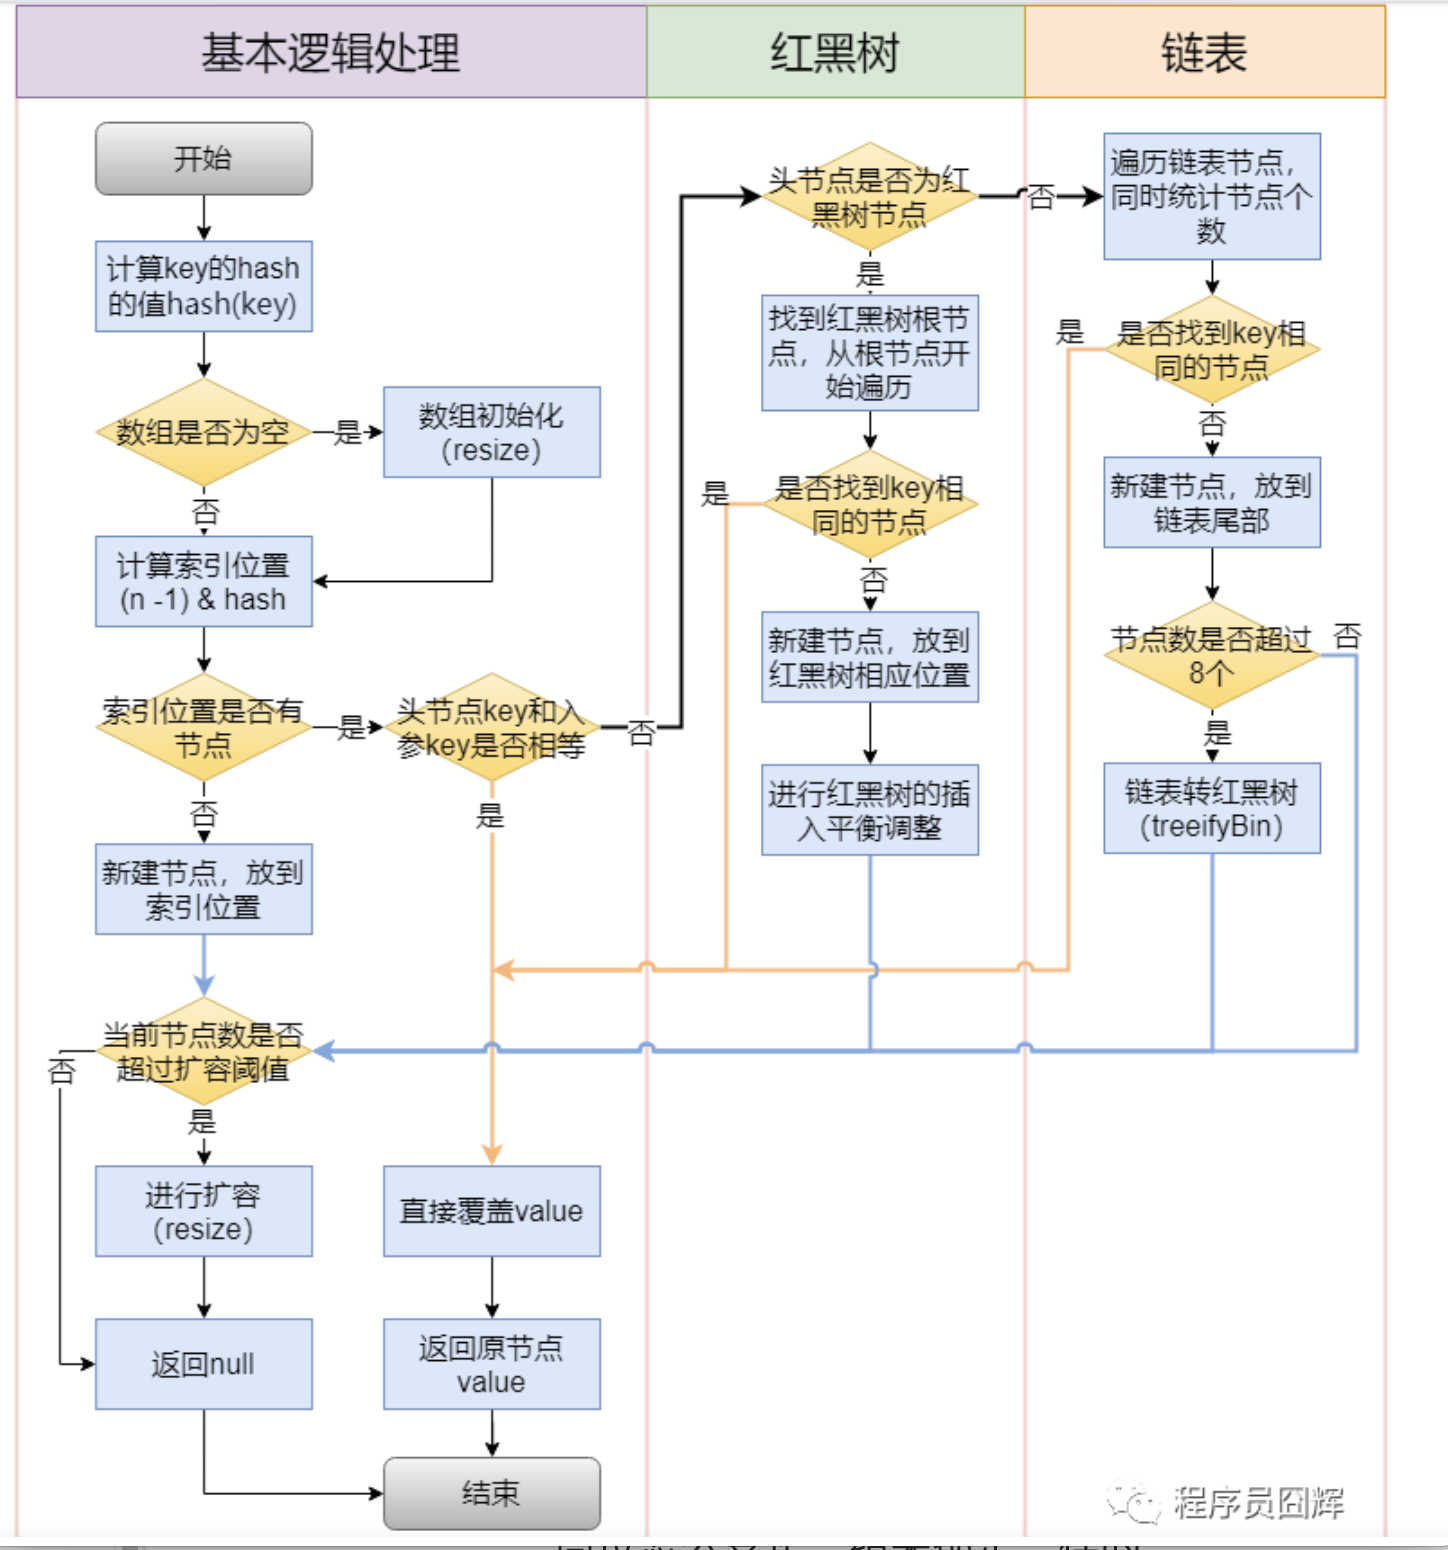 基本逻辑处理
红黑树
链表
开始
计算key的hash
的值hash(key)
数组是否为空
是
数组初始化
(resize)
否
计算索引位置
(n -1) & hash
索引位置是否有
节点
是
头节点key和入
参key是否相等
否
否
新建节点，放到
索引位置
是
当前节点数是否
超过扩容阈值
否
是
进行扩容
(resize)
返回null
直接覆盖value
返回原节点
value
结束
头节点是否为红
黑树节点
否
是
找到红黑树根节
点，从根节点开
始遍历
是否找到key相
同的节点
是
否
新建节点，放到
红黑树相应位置
进行红黑树的插
入平衡调整
遍历链表节点，
同时统计节点个
数
是否找到key相
同的节点
是
否
新建节点，放到
链表尾部
节点数是否超过
8个
否
是
链表转红黑树
(treeifyBin)
程序员囧辉